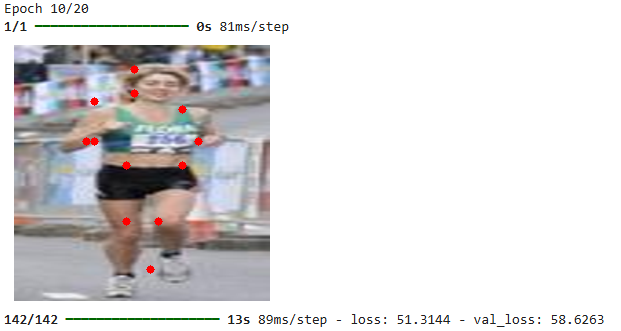 Epoch 10/20
1/1 ━━━━━━━━━━━━━━━━━━━━ 0s 81ms/step
142/142 ━━━━━━━━━━━━━━━━━━━━ 13s 89ms/step - loss: 51.3144 - val_loss: 58.6263